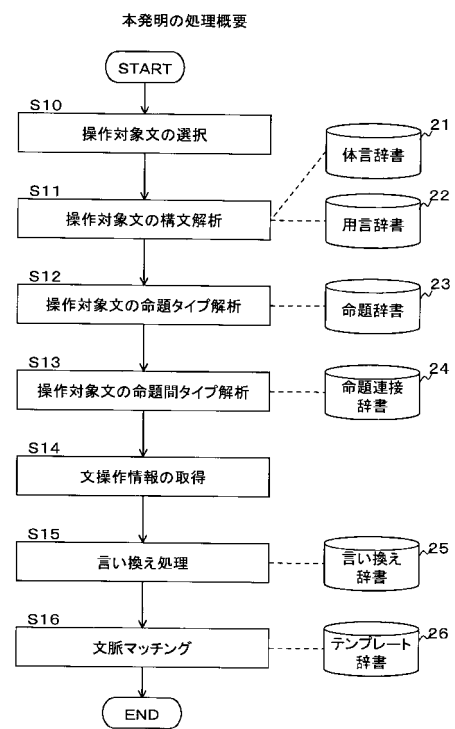 本発明の処理概要
START
S10
操作対象文の選択
21
体言辞書
S11
操作対象文の構文解析
22
用言辞書
S12
操作対象文の命題タイプ解析
23
命題辞書
S13
操作対象文の命題間タイプ解析
24
命題連接
辞書
S14
文操作情報の取得
S15
言い換え処理
25
言い換え
辞書
S16
文脈マッチング
26
テンプレート
辞書
END